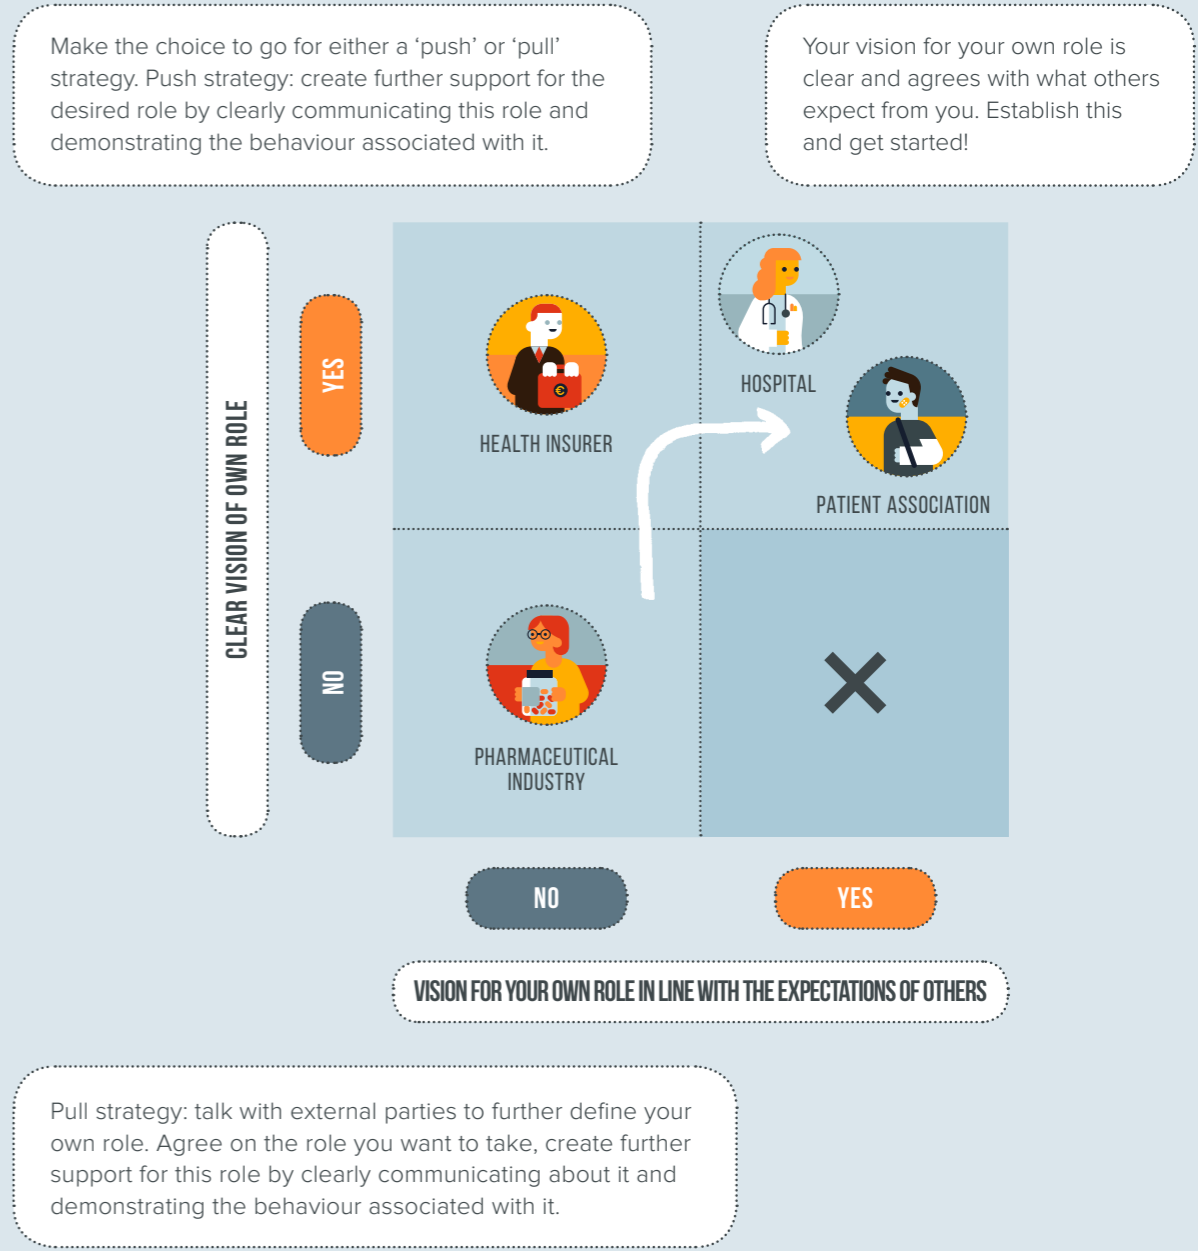 Make the choice to go for either a ‘push’ or ‘pull’
strategy. Push strategy: create further support for the
desired role by clearly communicating this role and
demonstrating the behaviour associated with it.
Your vision for your own role is
clear and agrees with what others
expect from you. Establish this
and get started!
CLEAR VISION OF OWN ROLE
YES
HEALTH INSURER
HOSPITAL
PATIENT ASSOCIATION
NO
PHARMACEUTICAL
INDUSTRY
NO
YES
VISION FOR YOUR OWN ROLE IN LINE WITH THE EXPECTATIONS OF OTHERS
Pull strategy: talk with external parties to further define your
own role. Agree on the role you want to take, create further
support for this role by clearly communicating about it and
demonstrating the behaviour associated with it.